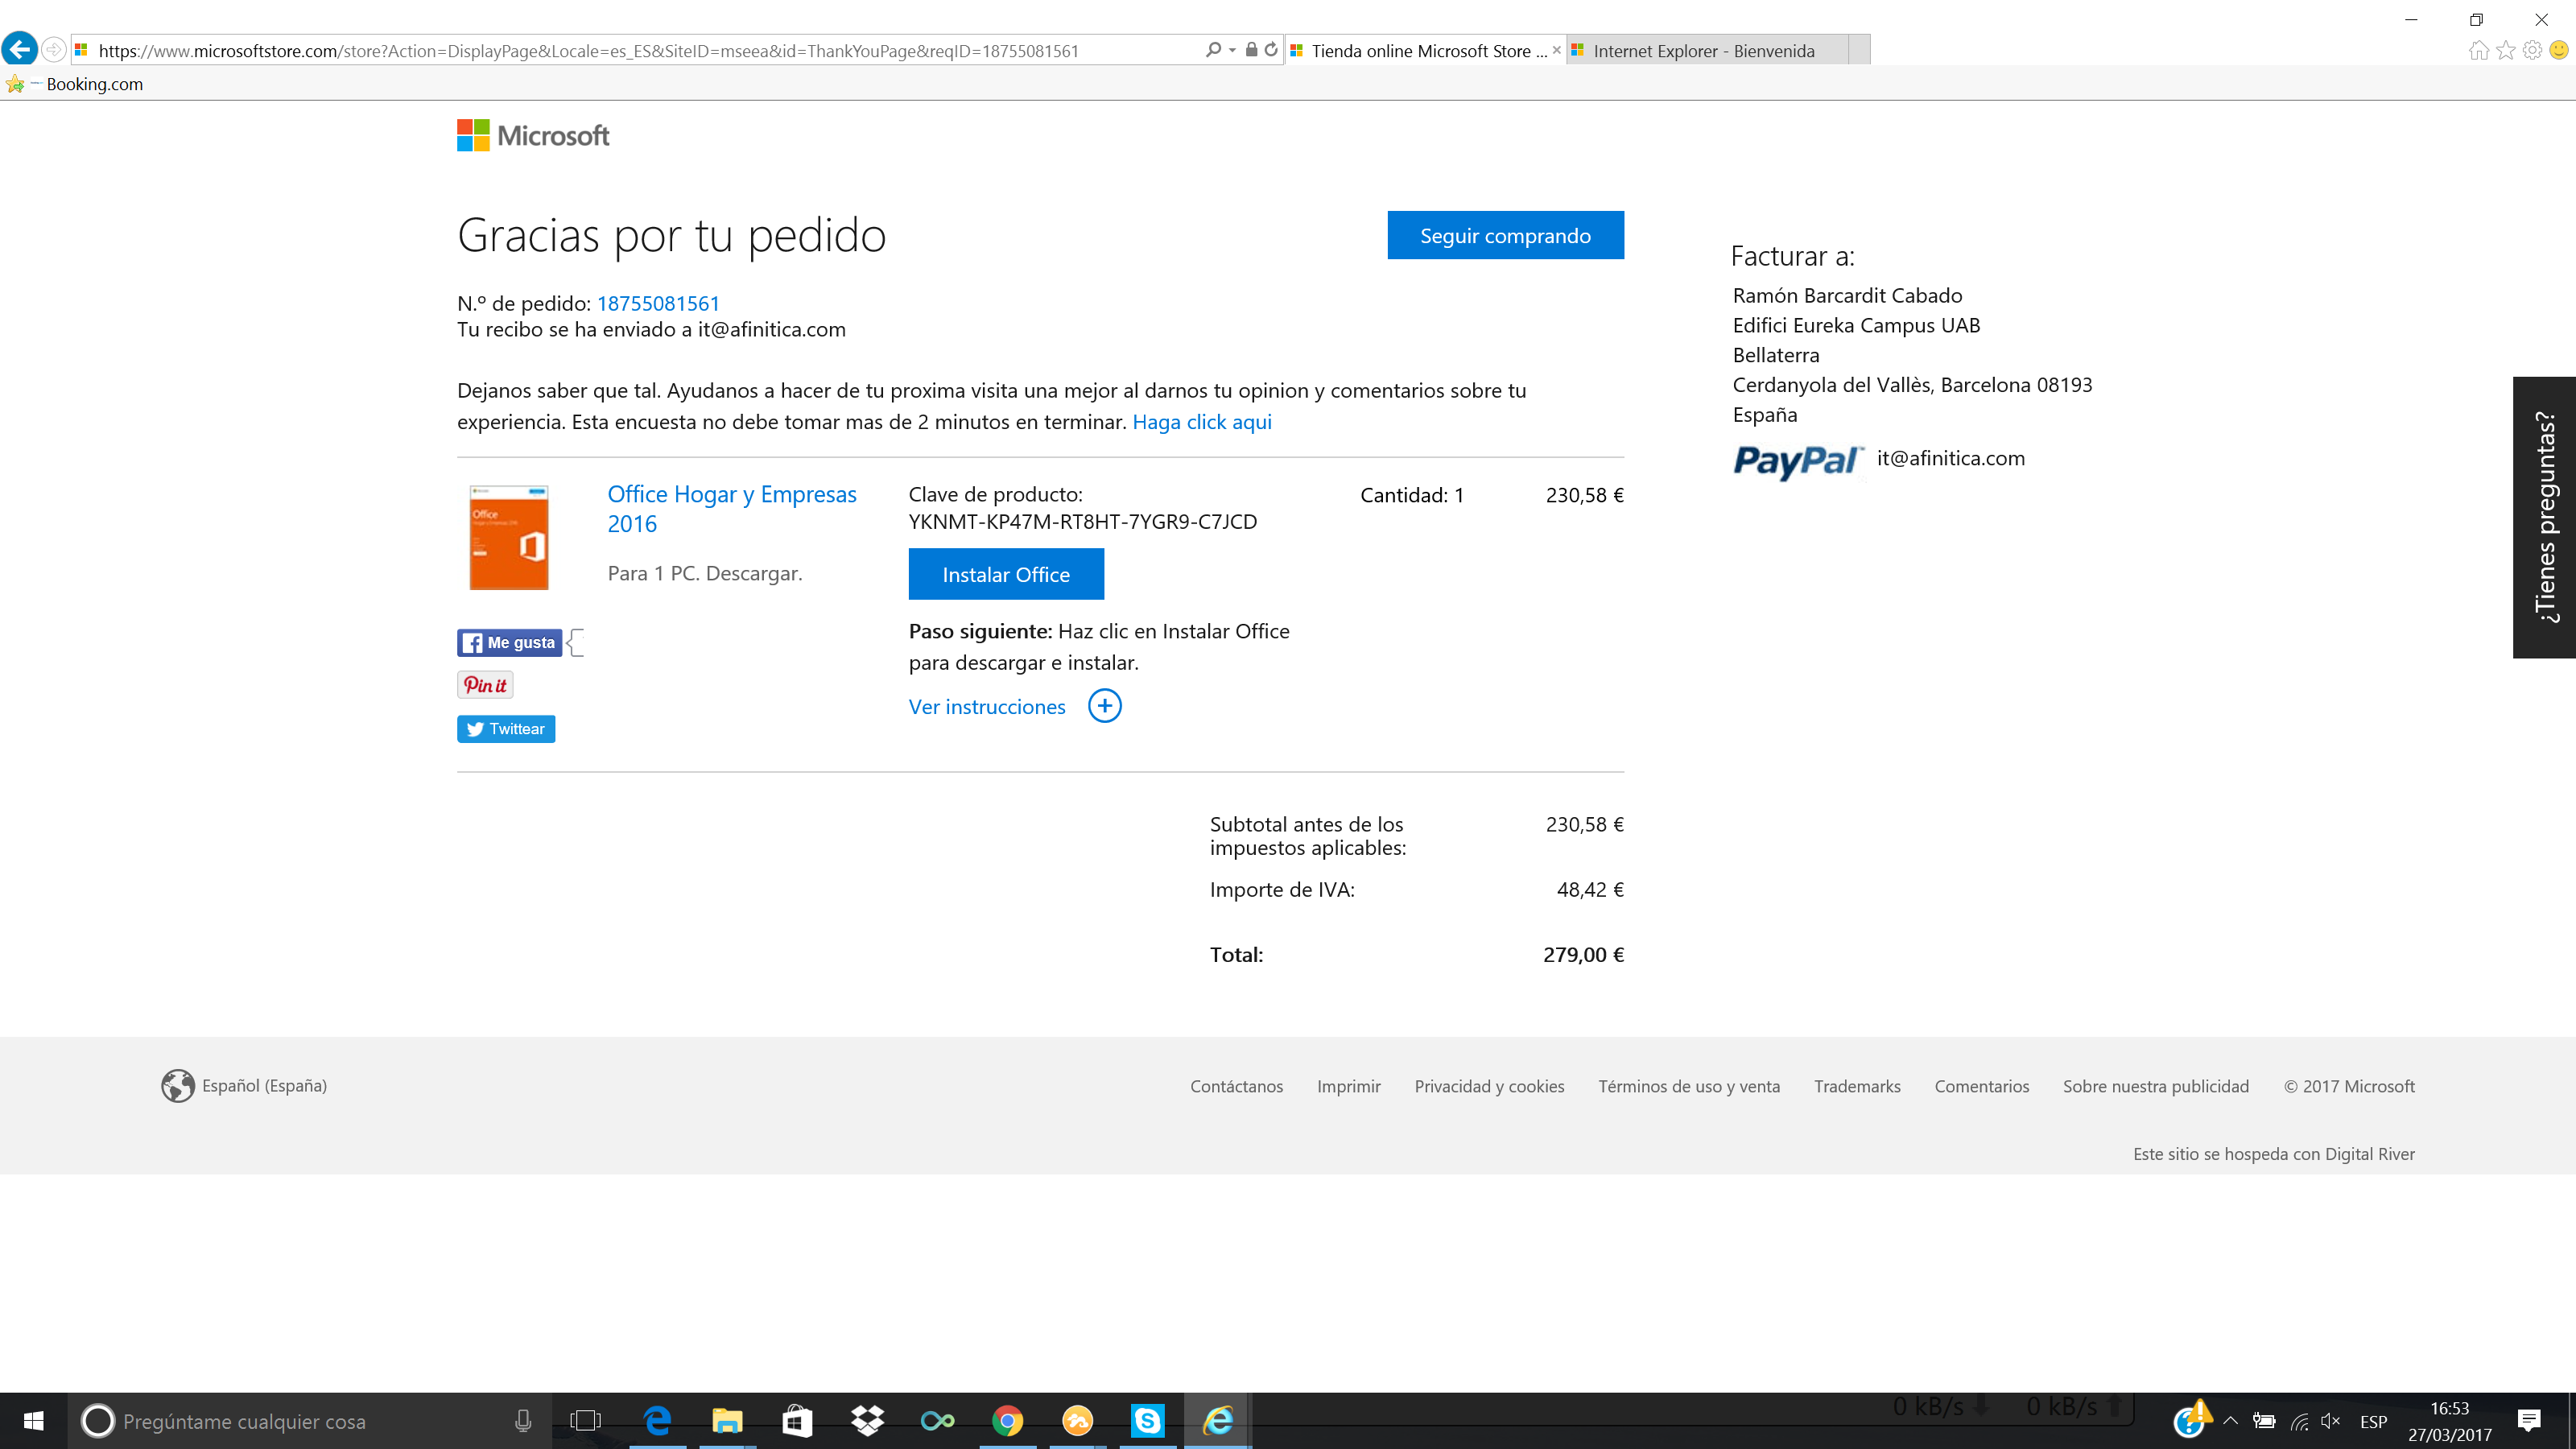 https://www.microsoftstore.com/store?Action=DisplayPage&Locale=es_ES&SiteID=mseea&id=ThankYouPage&reqID=18755081561
Tienda online Microsoft Store ...
Internet Explorer - Bienvenida
Booking.com
Microsoft
Gracias por tu pedido
Seguir comprando
N.º de pedido: 18755081561
Tu recibo se ha enviado a it@afinitica.com
Dejanos saber que tal. Ayudanos a hacer de tu proxima visita una mejor al darnos tu opinion y comentarios sobre tu
experiencia. Esta encuesta no debe tomar mas de 2 minutos en terminar. Haga click aqui
Facturar a:
Ramón Barcardit Cabado
Edifici Eureka Campus UAB
Bellaterra
Cerdanyola del Vallès, Barcelona 08193
España
PayPal™ it@afinitica.com
¿Tienes preguntas?
Office
Office Hogar y Empresas
2016
Para 1 PC. Descargar.
Clave de producto:
YKNMT-KP47M-RT8HT-7YGR9-C7JCD
Cantidad: 1
230,58 €
Instalar Office
Paso siguiente: Haz clic en Instalar Office
para descargar e instalar.
Ver instrucciones
Me gusta
Pin it
Twittear
Subtotal antes de los
impuestos aplicables:
230,58 €
Importe de IVA:
48,42 €
Total:
279,00 €
Español (España)
Contáctanos
Imprimir
Privacidad y cookies
Términos de uso y venta
Trademarks
Comentarios
Sobre nuestra publicidad
© 2017 Microsoft
Este sitio se hospeda con Digital River
Pregúntame cualquier cosa
0 kB/s
0 kB/s
ESP
16:53
27/03/2017